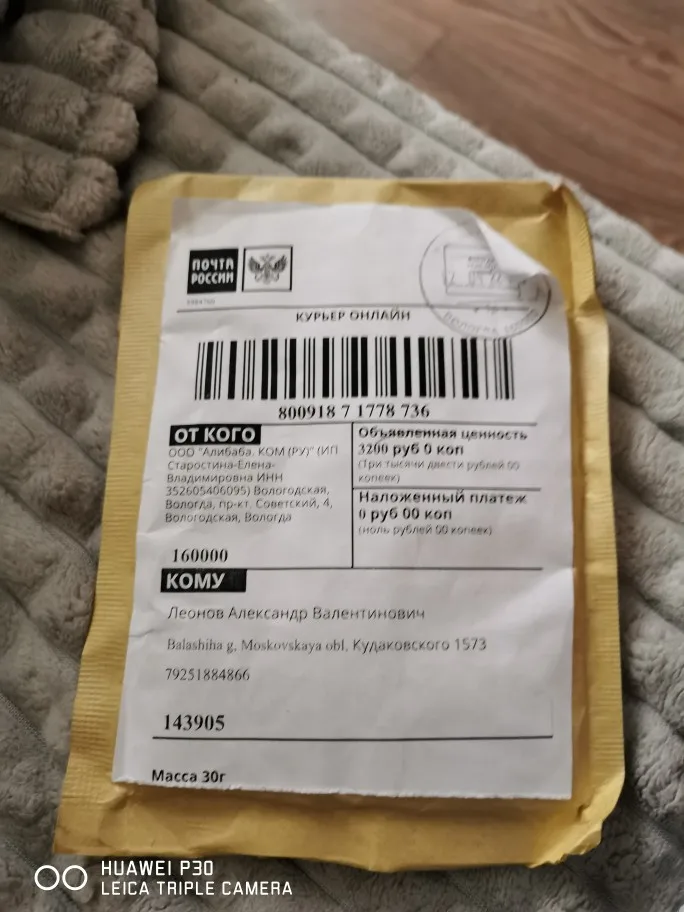 ПОЧТА
РОССИИ
КУРЬЕР ОНЛАЙН
800918 7 1778 736
ОТ КОГО
ООО "Алибаба. КОМ (РУ)" (ИП
Старостина-Елена-
Владимировна ИНН
352605406095) Вологодская,
Вологда, пр-кт. Советский, 4,
Вологодская, Вологда
160000
Объявленная ценность
3200 руб 0 коп
(Три тысячи двести рублей 00
копеек)
Наложенный платеж
0 руб 00 коп
(ноль рублей 00 копеек)
КОМУ
Леонов Александр Валентинович
Balashiha g, Moskovskaya obl, Кудаковского 1573
79251884866
143905
Масса 30г
HUAWEI P30
LEICA TRIPLE CAMERA